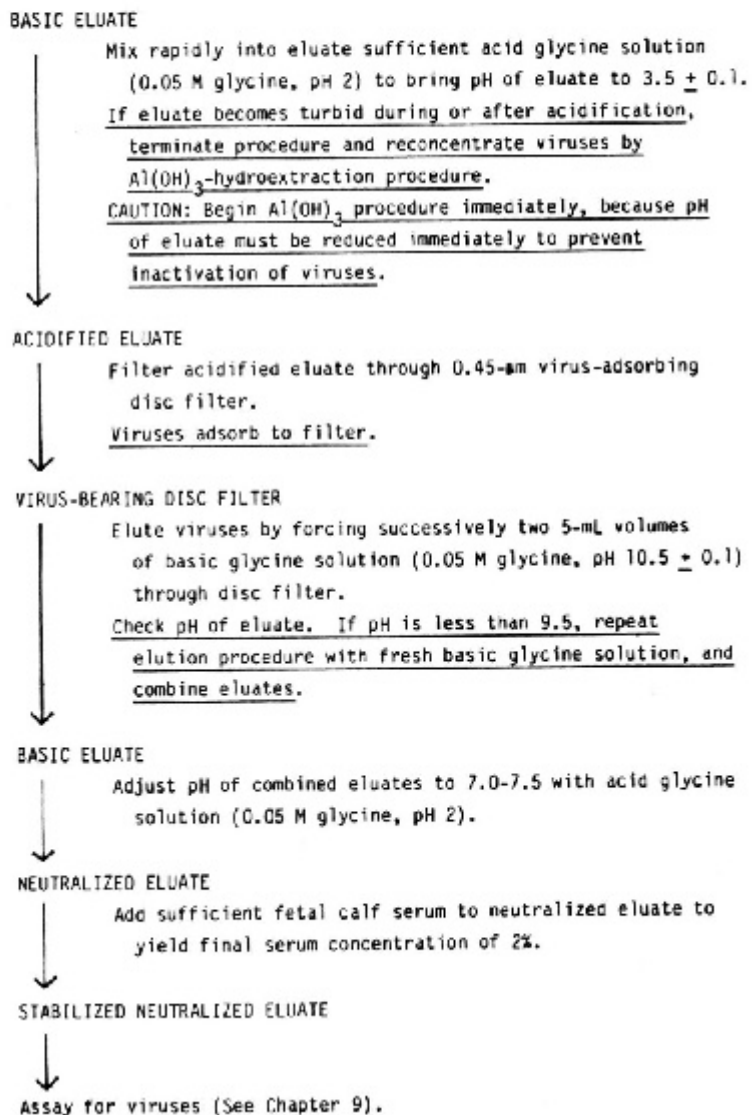 BASIC ELUATE
Mix rapidly into eluate sufficient acid glycine solution
(0.05 M glycine, pH 2) to bring pH of eluate to 3.5 ± 0.1.
If eluate becomes turbid during or after acidification,
terminate procedure and reconcentrate viruses by
Al(OH)₃-hydroextraction procedure.
CAUTION: Begin Al(OH)₃ procedure immediately, because pH
of eluate must be reduced immediately to prevent
inactivation of viruses.
ACIDIFIED ELUATE
Filter acidified eluate through 0.45-µm virus-adsorbing
disc filter.
Viruses adsorb to filter.
VIRUS-BEARING DISC FILTER
Elute viruses by forcing successively two 5-mL volumes
of basic glycine solution (0.05 M glycine, pH 10.5 ± 0.1)
through disc filter.
Check pH of eluate. If pH is less than 9.5, repeat
elution procedure with fresh basic glycine solution, and
combine eluates.
BASIC ELUATE
Adjust pH of combined eluates to 7.0-7.5 with acid glycine
solution (0.05 M glycine, pH 2).
NEUTRALIZED ELUATE
Add sufficient fetal calf serum to neutralized eluate to
yield final serum concentration of 2%.
STABILIZED NEUTRALIZED ELUATE
Assay for viruses (See Chapter 9).